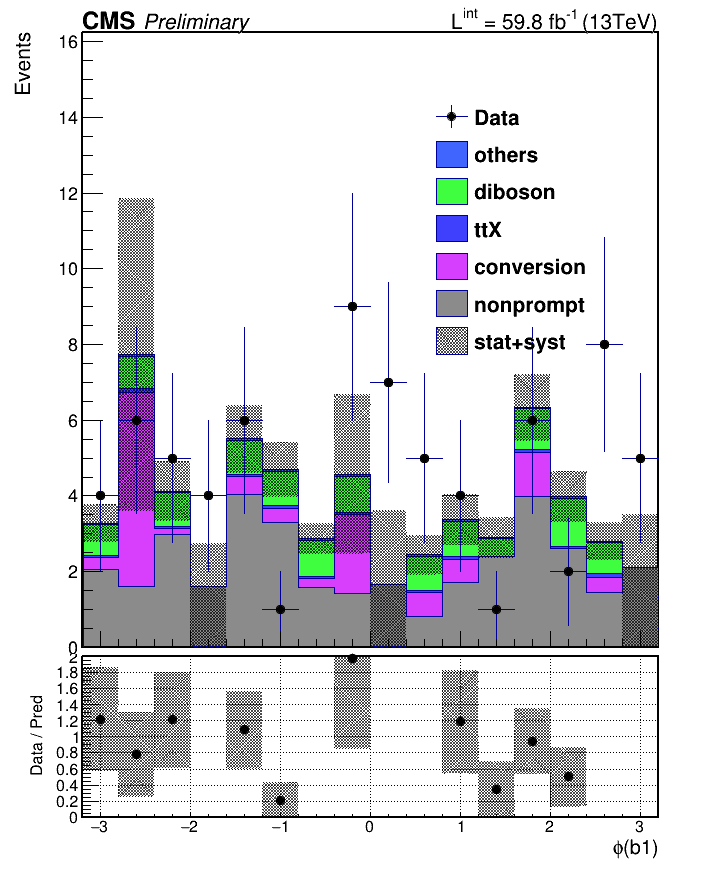 CMS Preliminary L^int = 59.8 fb^-1 (13TeV)
Events
16
14
12
10
8
6
4
2
0
Data
others
diboson
ttX
conversion
nonprompt
stat+syst
Data / Pred
2
1.8
1.6
1.4
1.2
1
0.8
0.6
0.4
0.2
0
−3 −2 −1 0 1 2 3
ϕ(b1)